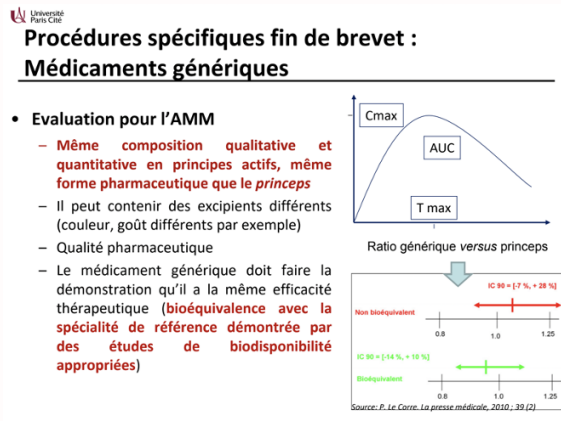 Université
Paris Cité
Procédures spécifiques fin de brevet :
Médicaments génériques
• Evaluation pour l'AMM
– Même composition qualitative et
quantitative en principes actifs, même
forme pharmaceutique que le princeps
– Il peut contenir des excipients différents
(couleur, goût différents par exemple)
– Qualité pharmaceutique
– Le médicament générique doit faire la
démonstration qu'il a la même efficacité
thérapeutique (bioéquivalence avec la
spécialité de référence démontrée par
des études de biodisponibilité
appropriées)
Cmax
AUC
T max
Ratio générique versus princeps
IC 90 = [-7 %, + 28 %]
Non bioéquivalent
0.8 1.0 1.25
IC 90 = [-14 %, + 10 %]
Bioéquivalent
0.8 1.0 1.25
Source: P. Le Corre. La presse médicale, 2010 ; 39 (2)